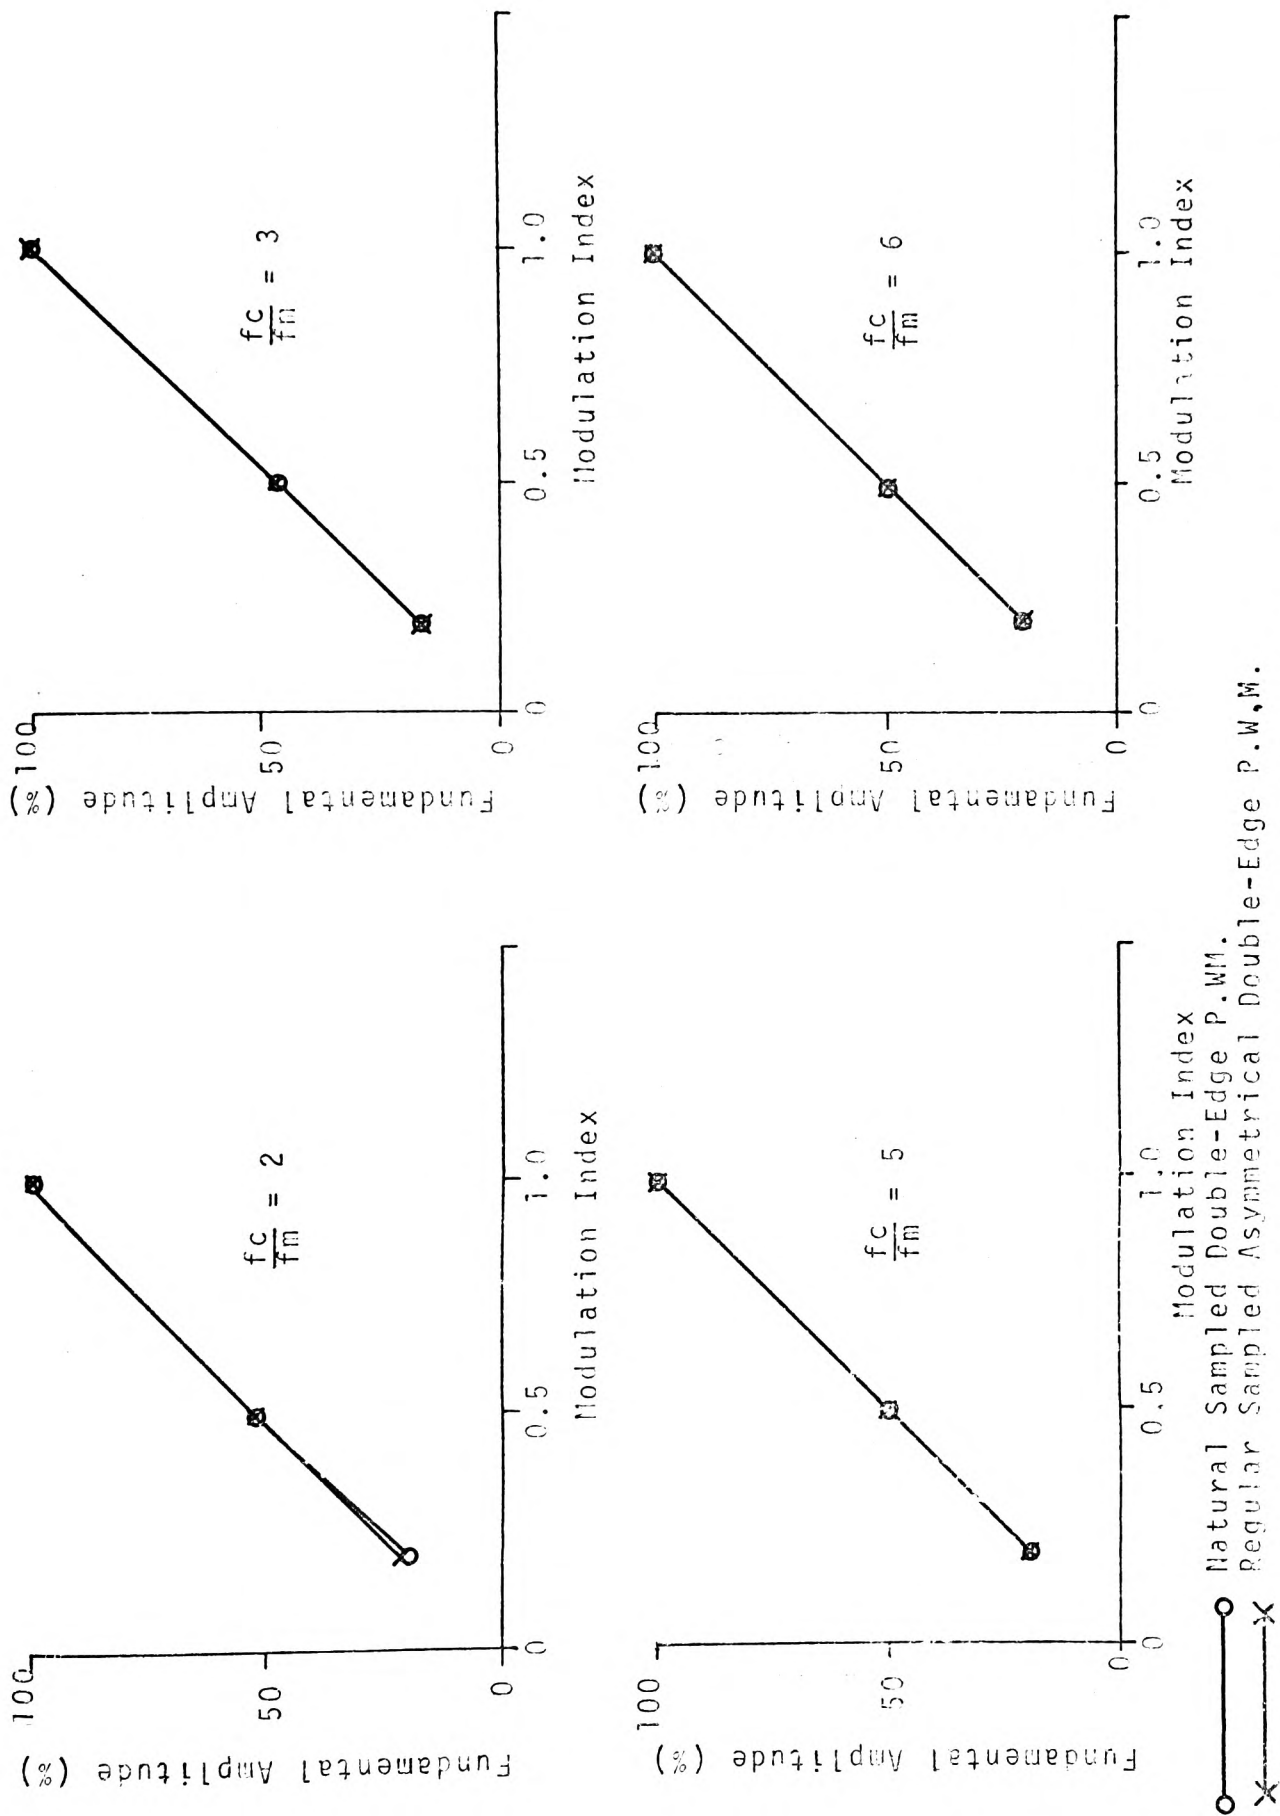 Fundamental Amplitude (%)
100
50
0
0
0.5
1.0
Modulation Index
fc
fm
= 2
Fundamental Amplitude (%)
100
50
0
0
0.5
1.0
Modulation Index
fc
fm
= 3
Fundamental Amplitude (%)
100
50
0
0
0.5
1.0
Modulation Index
fc
fm
= 5
Fundamental Amplitude (%)
100
50
0
0
0.5
1.0
Modulation Index
fc
fm
= 6
Natural Sampled Double-Edge P.WM.
Regular Sampled Asymmetrical Double-Edge P.W,M.